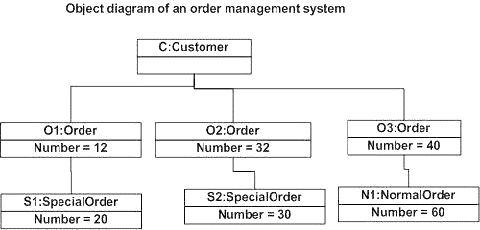 Object diagram of an order management system
C:Customer
O1:Order
Number = 12
O2:Order
Number = 32
O3:Order
Number = 40
S1:SpecialOrder
Number = 20
S2:SpecialOrder
Number = 30
N1:NormalOrder
Number = 60